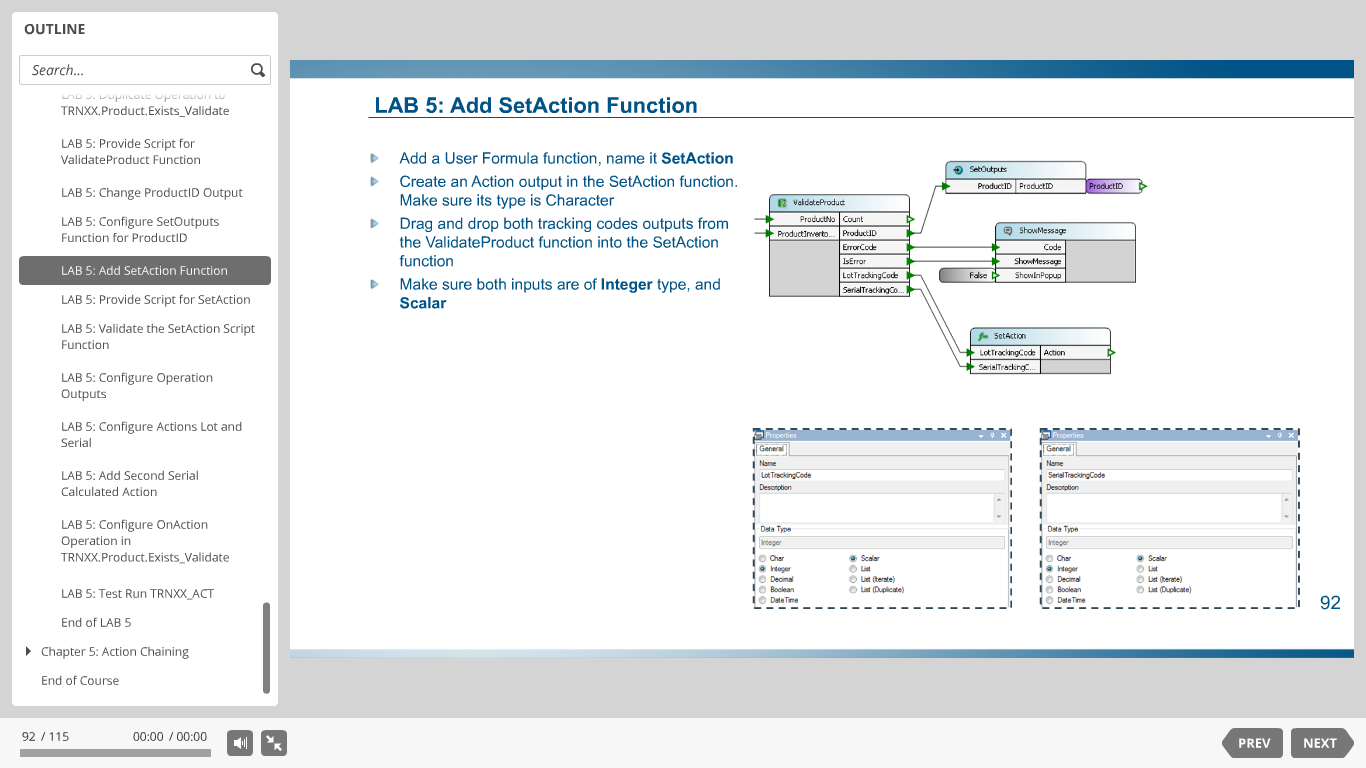 OUTLINE
Search...
LAB 5: Duplicate Operation to
TRNXX.Product.Exists_Validate
LAB 5: Provide Script for
ValidateProduct Function
LAB 5: Change ProductID Output
LAB 5: Configure SetOutputs
Function for ProductID
LAB 5: Add SetAction Function
LAB 5: Provide Script for SetAction
LAB 5: Validate the SetAction Script
Function
LAB 5: Configure Operation
Outputs
LAB 5: Configure Actions Lot and
Serial
LAB 5: Add Second Serial
Calculated Action
LAB 5: Configure OnAction
Operation in
TRNXX.Product.Exists_Validate
LAB 5: Test Run TRNXX_ACT
End of LAB 5
Chapter 5: Action Chaining
End of Course
LAB 5: Add SetAction Function
Add a User Formula function, name it SetAction
Create an Action output in the SetAction function.
Make sure its type is Character
Drag and drop both tracking codes outputs from
the ValidateProduct function into the SetAction
function
Make sure both inputs are of Integer type, and
Scalar
ValidateProduct
ProductNo Count
ProductInvento... ProductID
ErrorCode
IsError
LotTrackingCode
SerialTrackingCo...
SetOutputs
ProductID ProductID ProductID
ShowMessage
Code
ShowMessage
False ShowInPopup
SetAction
LotTrackingCode Action
SerialTrackingC...
Properties
General
Name
LotTrackingCode
Description
Data Type
Integer
Char Scalar
Integer List
Decimal List (Iterate)
Boolean List (Duplicate)
DateTime
Properties
General
Name
SerialTrackingCode
Description
Data Type
Integer
Char Scalar
Integer List
Decimal List (Iterate)
Boolean List (Duplicate)
DateTime
92
92 / 115 00:00 / 00:00
PREV NEXT